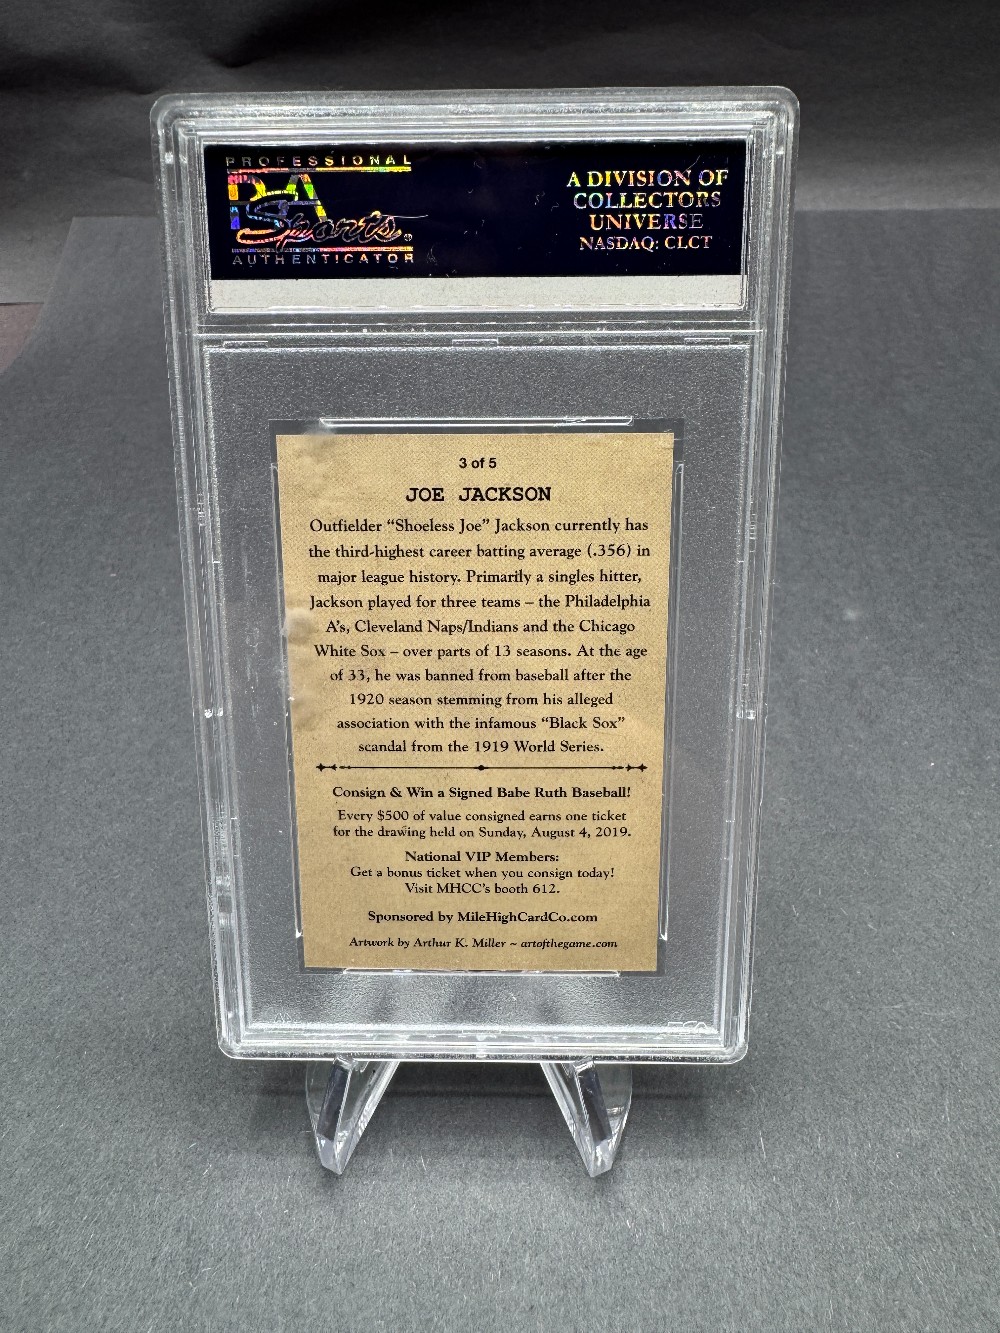 PROFESSIONAL
PSA
Sports
AUTHENTICATOR
A DIVISION OF
COLLECTORS
UNIVERSE
NASDAQ: CLCT
3 of 5
JOE JACKSON
Outfielder “Shoeless Joe” Jackson currently has
the third-highest career batting average (.356) in
major league history. Primarily a singles hitter,
Jackson played for three teams – the Philadelphia
A’s, Cleveland Naps/Indians and the Chicago
White Sox – over parts of 13 seasons. At the age
of 33, he was banned from baseball after the
1920 season stemming from his alleged
association with the infamous “Black Sox”
scandal from the 1919 World Series.
Consign & Win a Signed Babe Ruth Baseball!
Every $500 of value consigned earns one ticket
for the drawing held on Sunday, August 4, 2019.
National VIP Members:
Get a bonus ticket when you consign today!
Visit MHCC’s booth 612.
Sponsored by MileHighCardCo.com
Artwork by Arthur K. Miller ~ artofthegame.com